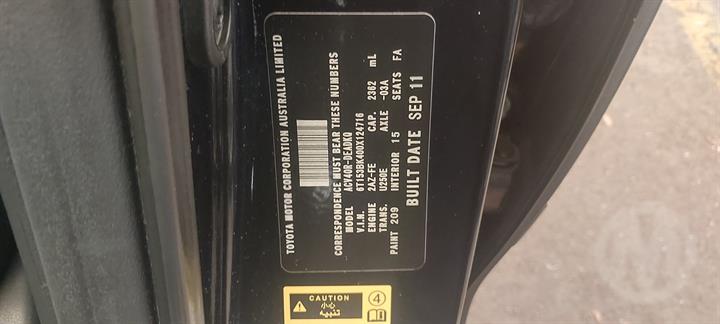 TOYOTA MOTOR CORPORATION AUSTRALIA LIMITED
CORRESPONDENCE MUST BEAR THESE NUMBERS
MODEL ACV40R-DEADKQ
V.I.N. 6T153BK400X124716
ENGINE 2AZ-FE CAP. 2362 mL
TRANS. U250E AXLE -03A
PAINT 209 INTERIOR 15 SEATS FA
BUILT DATE SEP 11
CAUTION
تنبيه
4